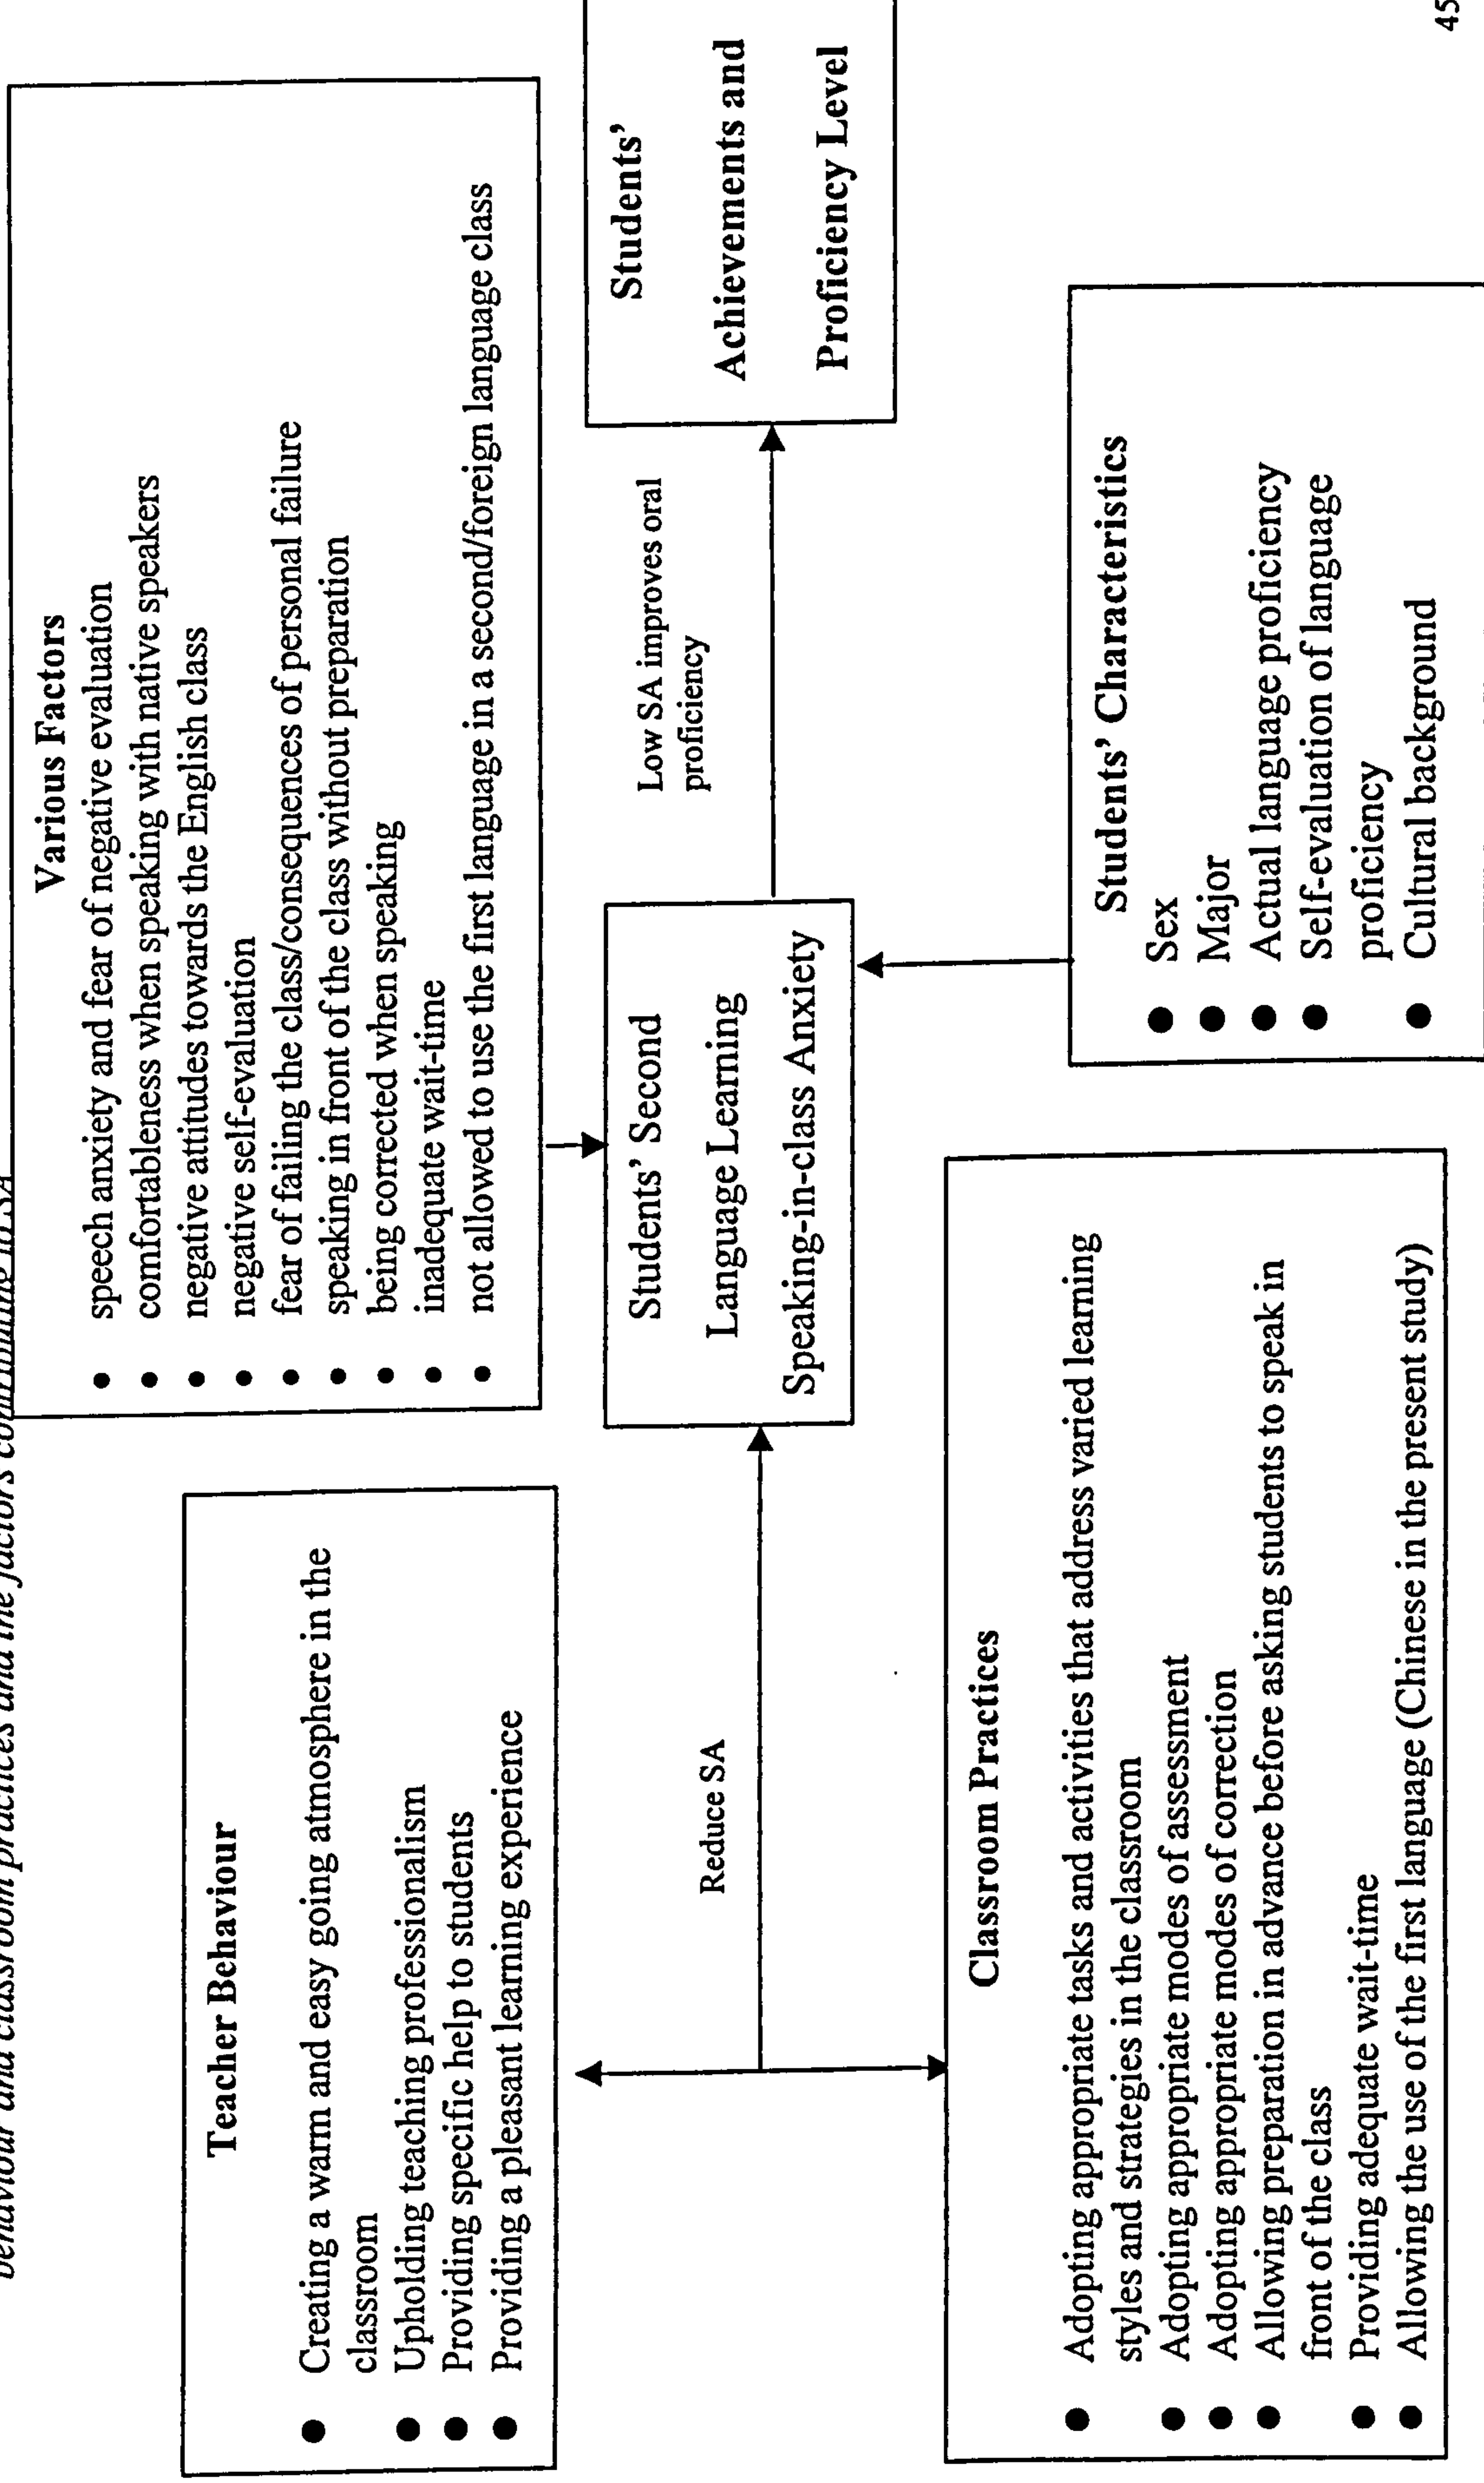 behaviour and classroom practices and the factors contributing to SA
Various Factors
● speech anxiety and fear of negative evaluation
● comfortableness when speaking with native speakers
● negative attitudes towards the English class
● negative self-evaluation
● fear of failing the class/consequences of personal failure
● speaking in front of the class without preparation
● being corrected when speaking
● inadequate wait-time
● not allowed to use the first language in a second/foreign language class
Teacher Behaviour
● Creating a warm and easy going atmosphere in the
classroom
● Upholding teaching professionalism
● Providing specific help to students
● Providing a pleasant learning experience
Reduce SA
Students' Second
Language Learning
Speaking-in-class Anxiety
Low SA improves oral
proficiency
Students'
Achievements and
Proficiency Level
Classroom Practices
● Adopting appropriate tasks and activities that address varied learning
styles and strategies in the classroom
● Adopting appropriate modes of assessment
● Adopting appropriate modes of correction
● Allowing preparation in advance before asking students to speak in
front of the class
● Providing adequate wait-time
● Allowing the use of the first language (Chinese in the present study)
Students' Characteristics
● Sex
● Major
● Actual language proficiency
● Self-evaluation of language
proficiency
● Cultural background
45